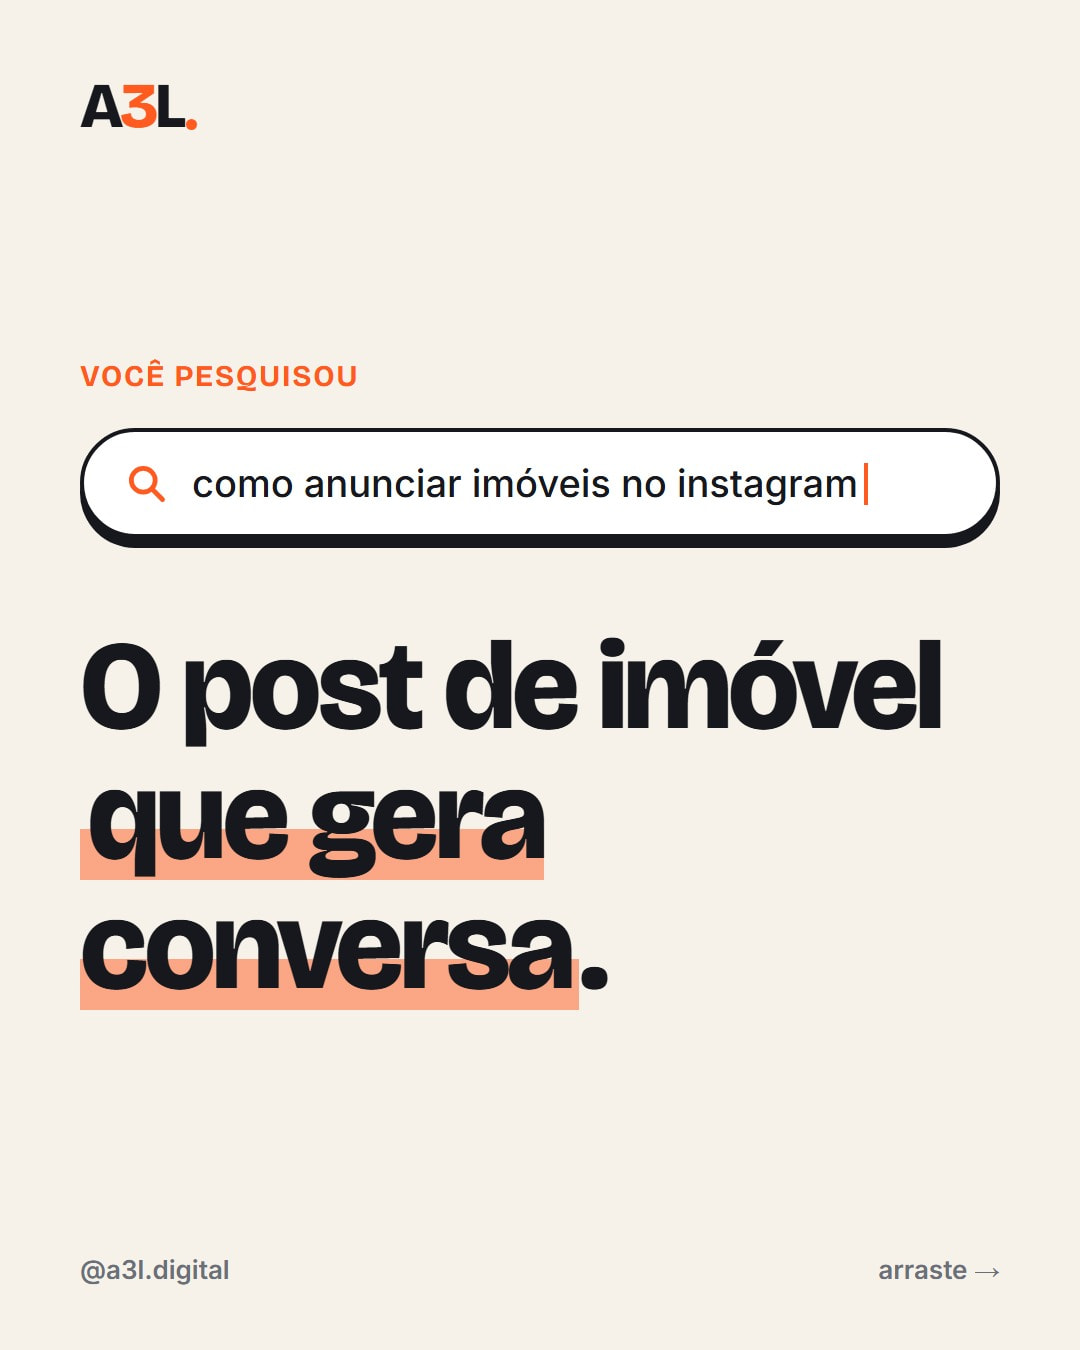 A3L.
VOCÊ PESQUISOU
como anunciar imóveis no instagram
O post de imóvel
que gera
conversa.
@a3l.digital
arraste →